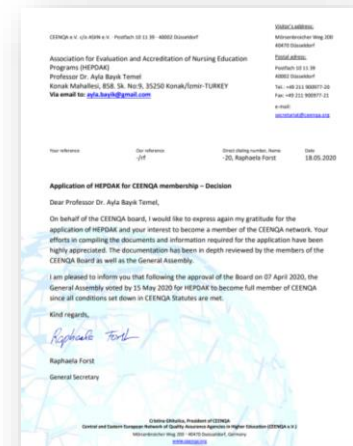 Visitor's address:
CEENQA e.V. c/o ASIIN e.V. · Postfach 10 11 39 · 40002 Düsseldorf
Mörsenbroicher Weg 200
40470 Düsseldorf
Association for Evaluation and Accreditation of Nursing Education
Programs (HEPDAK)
Professor Dr. Ayla Bayik Temel
Konak Mahallesi, 858. Sk. No:9, 35250 Konak/İzmir-TURKEY
Via email to: ayla.bayik@gmail.com
Postal adress:
Postfach 10 11 39
40002 Düsseldorf
Tel.: +49 211 900977-20
Fax: +49 211 900977-21
e-mail:
secretariat@ceenqa.org
Your reference Our reference Direct dialing number, Name Date
-/rf -20, Raphaela Forst 18.05.2020
Application of HEPDAK for CEENQA membership – Decision
Dear Professor Dr. Ayla Bayık Temel,
On behalf of the CEENQA board, I would like to express again my gratitude for the
application of HEPDAK and your interest to become a member of the CEENQA network. Your
efforts in compiling the documents and information required for the application have been
highly appreciated. The documentation has been in depth reviewed by the members of the
CEENQA Board as well as the General Assembly.
I am pleased to inform you that following the approval of the Board on 07 April 2020, the
General Assembly voted by 15 May 2020 for HEPDAK to become full member of CEENQA
since all conditions set down in CEENQA Statutes are met.
Kind regards,
Raphaela Forst
Raphaela Forst
General Secretary
Cristina Ghitulica, President of CEENQA
Central and Eastern European Network of Quality Assurance Agencies in Higher Education (CEENQA e.V.)
Mörsenbroicher Weg 200 · 40470 Duesseldorf, Germany
www.ceenqa.org